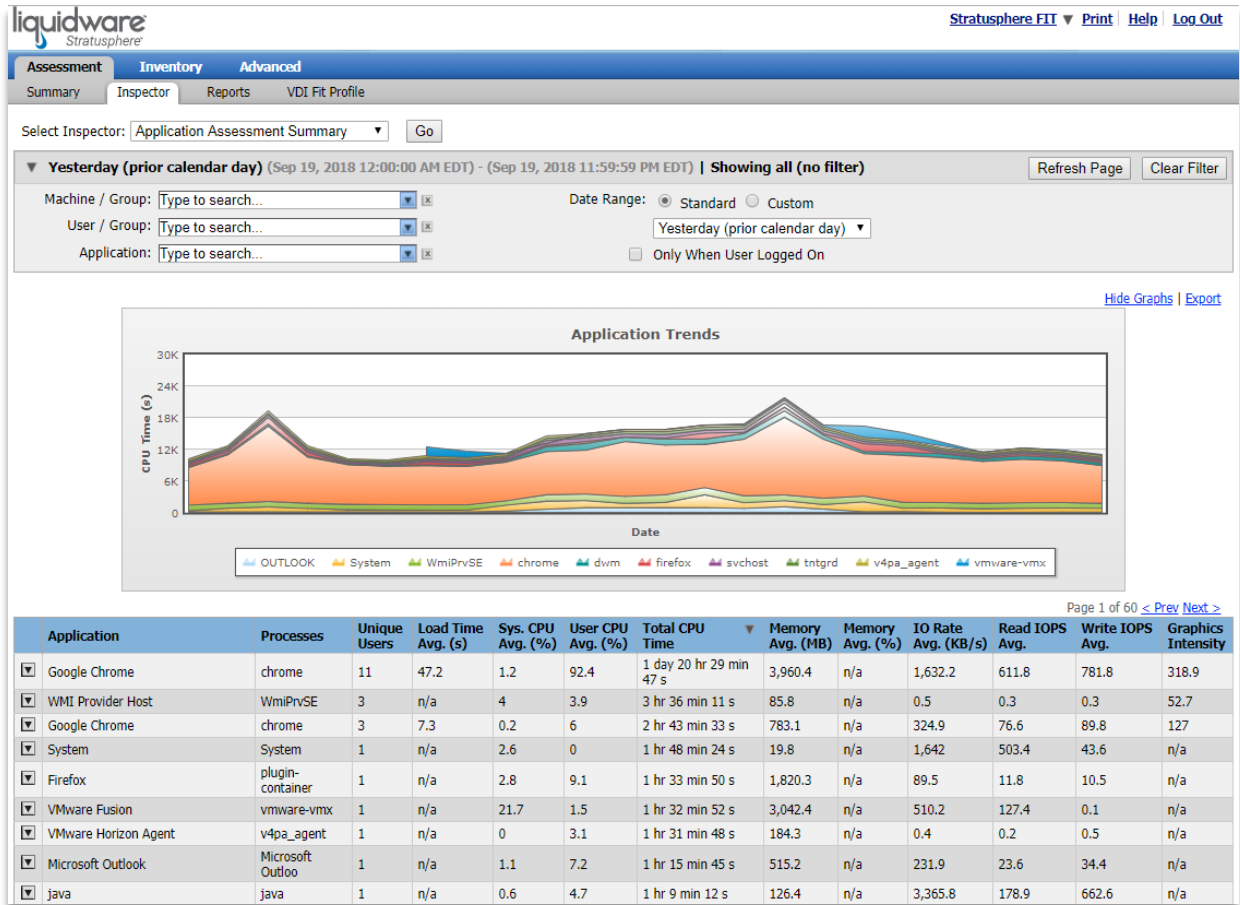 liquidware
Stratusphere
Stratusphere FIT ▼ Print | Help | Log Out
Assessment Inventory Advanced
Summary Inspector Reports VDI Fit Profile
Select Inspector: Application Assessment Summary ▼ Go
▼ Yesterday (prior calendar day) (Sep 19, 2018 12:00:00 AM EDT) - (Sep 19, 2018 11:59:59 PM EDT) | Showing all (no filter) Refresh Page Clear Filter
Machine / Group: Type to search... x Date Range: Standard Custom
User / Group: Type to search... x Yesterday (prior calendar day) ▼
Application: Type to search... x Only When User Logged On
Hide Graphs | Export
Application Trends
CPU Time (s)
30K
24K
18K
12K
6K
0
Date
OUTLOOK System WmiPrvSE chrome dwm firefox svchost tntgrd v4pa_agent vmware-vmx
Page 1 of 60 < Prev Next >
Application Processes Unique Users Load Time Avg. (s) Sys. CPU Avg. (%) User CPU Avg. (%) Total CPU Time ▼ Memory Avg. (MB) Memory Avg. (%) IO Rate Avg. (KB/s) Read IOPS Avg. Write IOPS Avg. Graphics Intensity
Google Chrome chrome 11 47.2 1.2 92.4 1 day 20 hr 29 min 47 s 3,960.4 n/a 1,632.2 611.8 781.8 318.9
WMI Provider Host WmiPrvSE 3 n/a 4 3.9 3 hr 36 min 11 s 85.8 n/a 0.5 0.3 0.3 52.7
Google Chrome chrome 3 7.3 0.2 6 2 hr 43 min 33 s 783.1 n/a 324.9 76.6 89.8 127
System System 1 n/a 2.6 0 1 hr 48 min 24 s 19.8 n/a 1,642 503.4 43.6 n/a
Firefox plugin-container 1 n/a 2.8 9.1 1 hr 33 min 50 s 1,820.3 n/a 89.5 11.8 10.5 n/a
VMware Fusion vmware-vmx 1 n/a 21.7 1.5 1 hr 32 min 52 s 3,042.4 n/a 510.2 127.4 0.1 n/a
VMware Horizon Agent v4pa_agent 1 n/a 0 3.1 1 hr 31 min 48 s 184.3 n/a 0.4 0.2 0.5 n/a
Microsoft Outlook Microsoft Outloo 1 n/a 1.1 7.2 1 hr 15 min 45 s 515.2 n/a 231.9 23.6 34.4 n/a
java java 1 n/a 0.6 4.7 1 hr 9 min 12 s 126.4 n/a 3,365.8 178.9 662.6 n/a